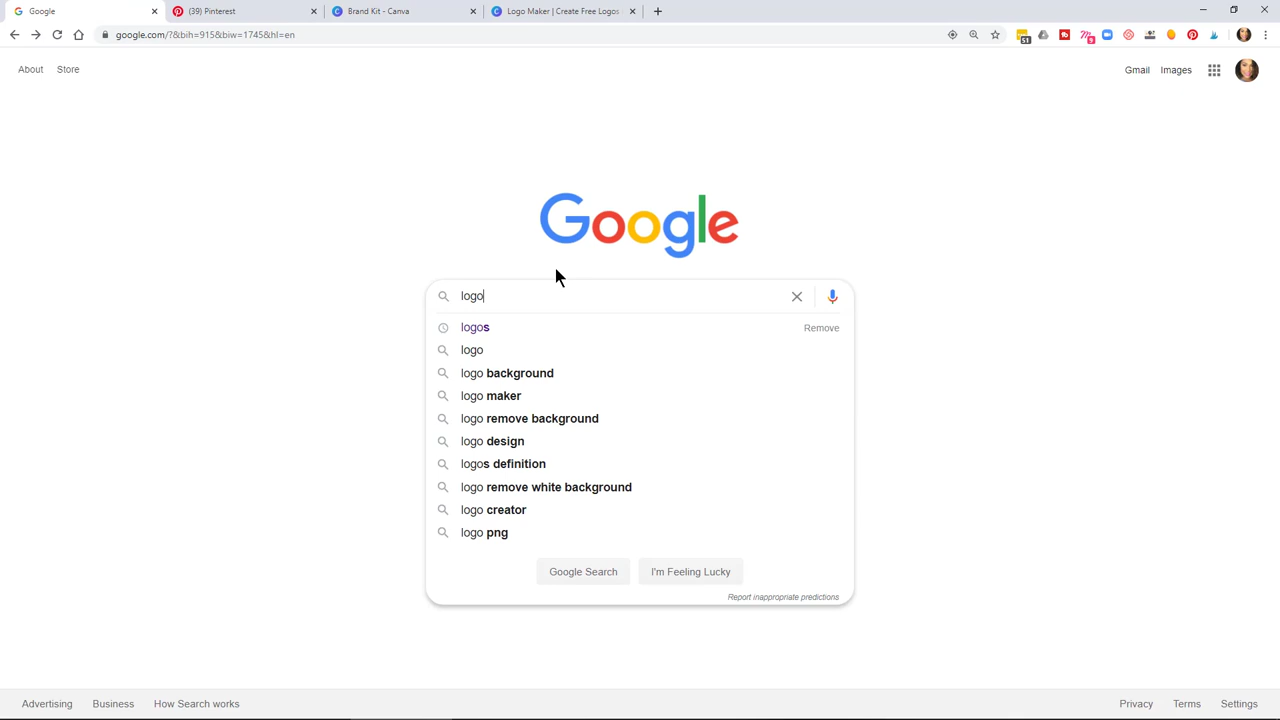 Google
(39) Pinterest
Brand Kit - Canva
Logo Maker | Create Free Logos
google.com/?&bih=915&biw=1745&hl=en
51
9
About Store
Gmail Images
Google
logo
logos Remove
logo
logo background
logo maker
logo remove background
logo design
logos definition
logo remove white background
logo creator
logo png
Google Search I'm Feeling Lucky
Report inappropriate predictions
Advertising Business How Search works
Privacy Terms Settings